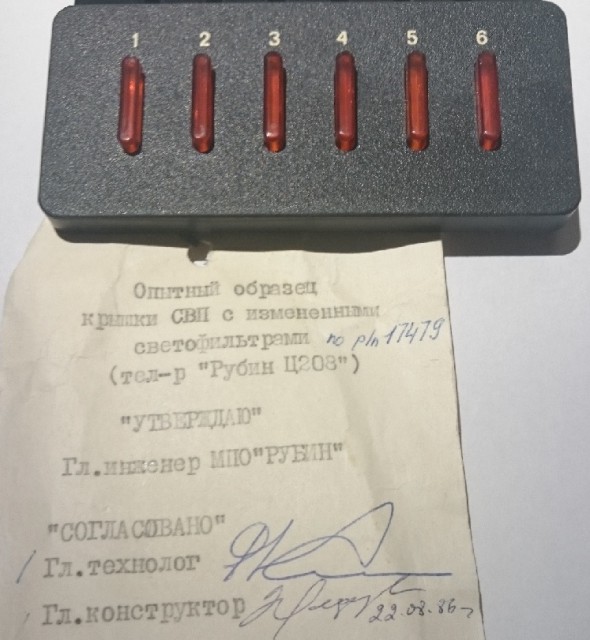 1 2 3 4 5 6
Опытный образец
крышки СВП с измененными
светофильтрами по р/п 17479
(тел-р "Рубин Ц208")
"УТВЕРЖДАЮ"
Гл.инженер МПО"РУБИН"
"СОГЛАСОВАНО"
Гл.технолог
Гл.конструктор 22.08.86